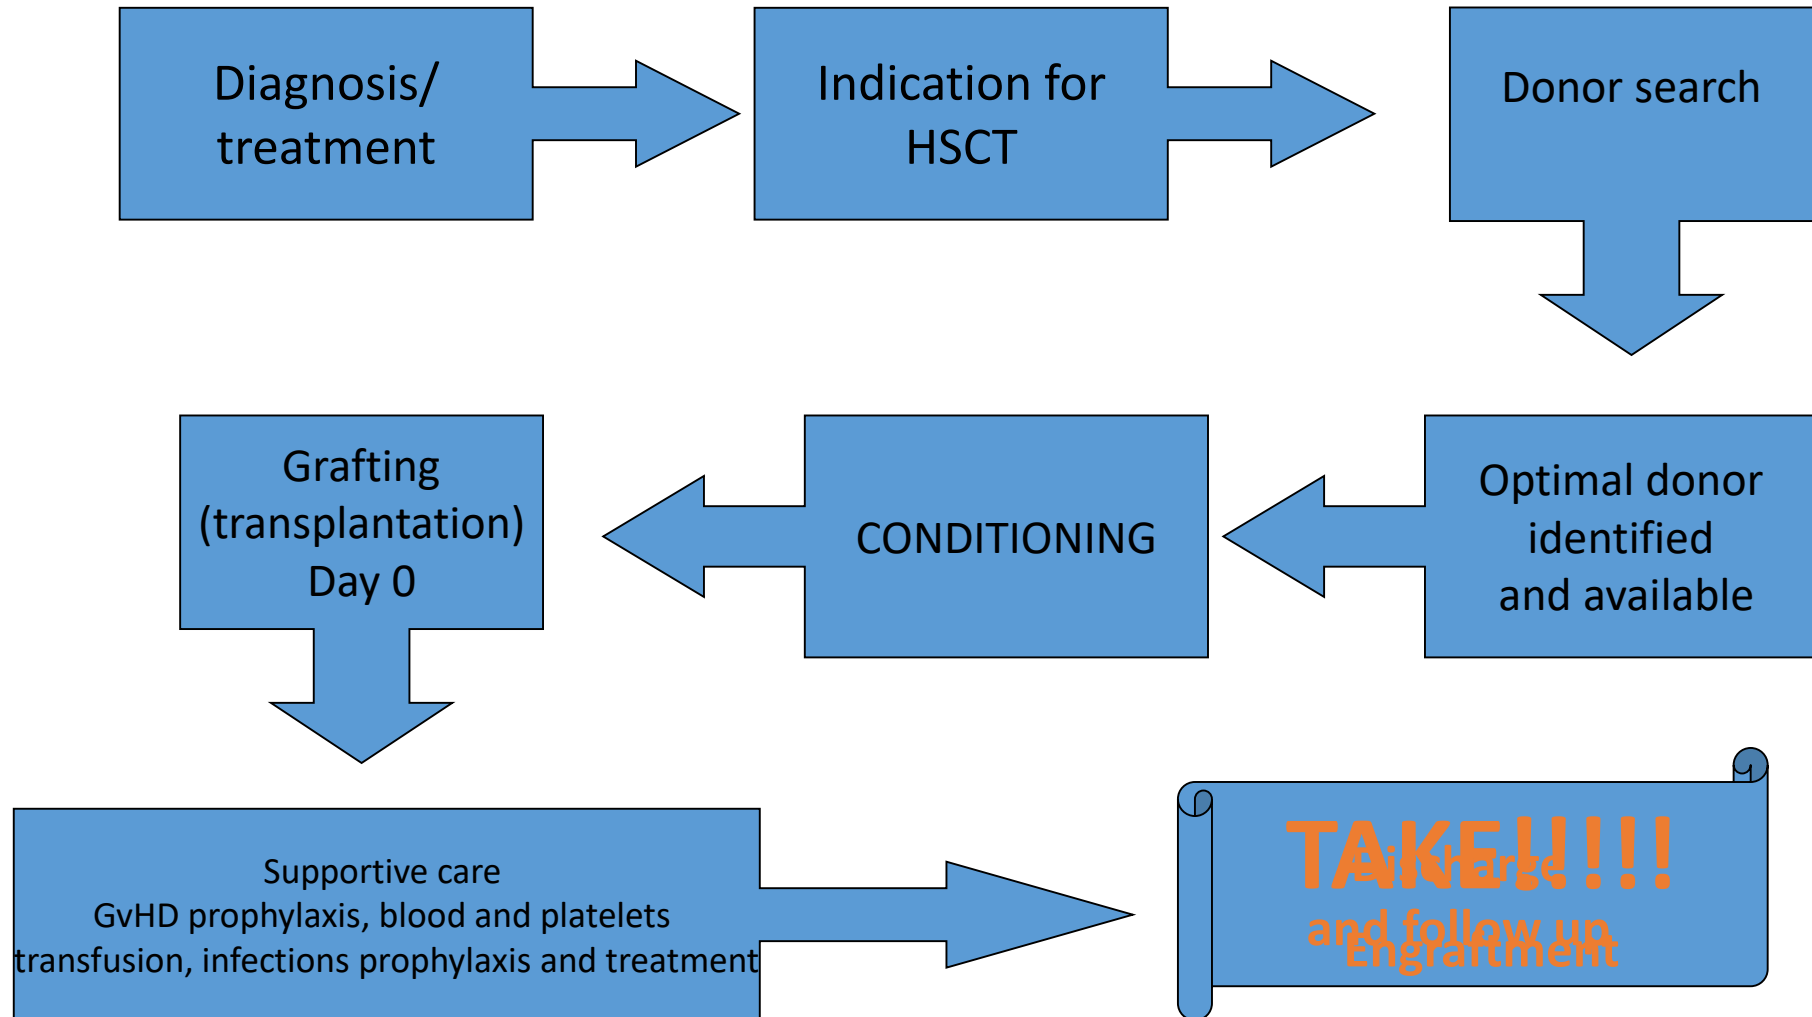 Diagnosis/
treatment
Indication for
HSCT
Donor search
Optimal donor
identified
and available
CONDITIONING
Grafting
(transplantation)
Day 0
Supportive care
GvHD prophylaxis, blood and platelets
transfusion, infections prophylaxis and treatment
TAKE!!!!!
Engraftment
Discharge
and follow up